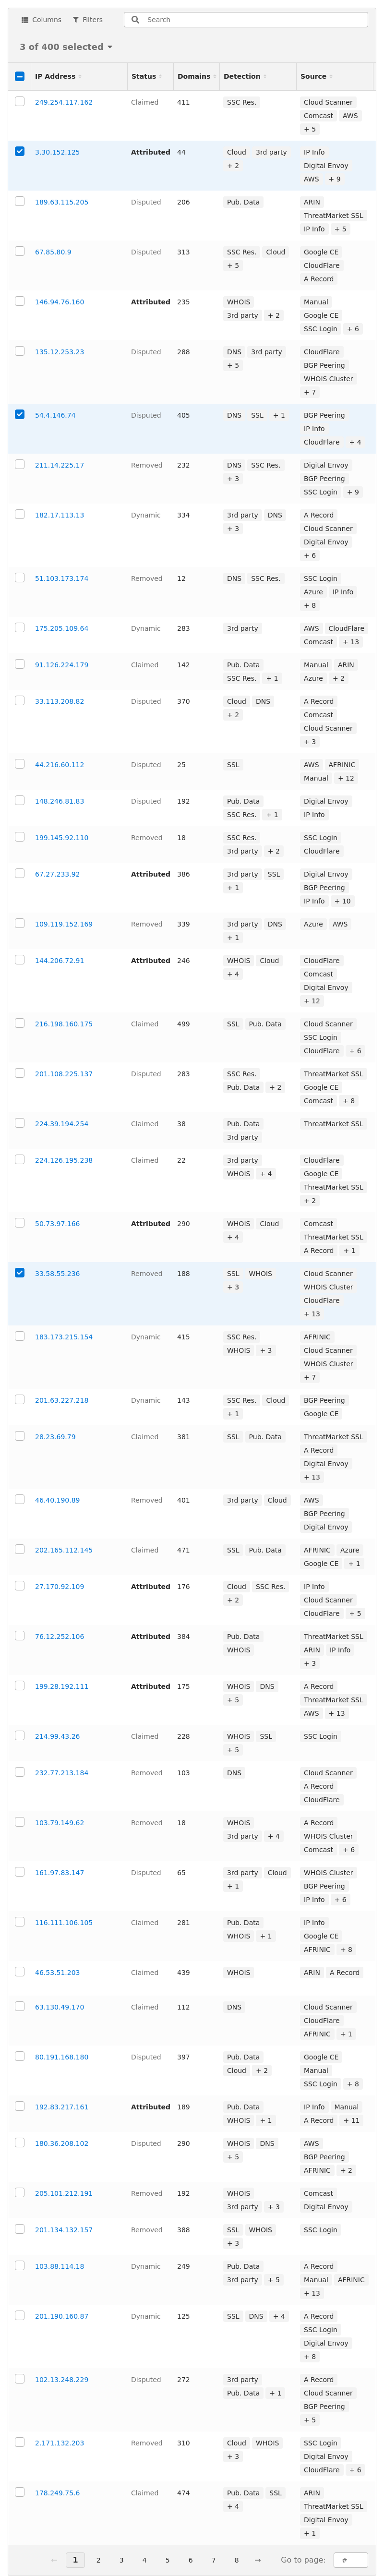 Columns Filters Search
3 of 400 selected
IP Address Status Domains Detection Source
249.254.117.162 Claimed 411 SSC Res. Cloud Scanner
Comcast AWS
+ 5
3.30.152.125 Attributed 44 Cloud 3rd party IP Info
+ 2 Digital Envoy
AWS + 9
189.63.115.205 Disputed 206 Pub. Data ARIN
ThreatMarket SSL
IP Info + 5
67.85.80.9 Disputed 313 SSC Res. Cloud Google CE
+ 5 CloudFlare
A Record
146.94.76.160 Attributed 235 WHOIS Manual
3rd party + 2 Google CE
SSC Login + 6
135.12.253.23 Disputed 288 DNS 3rd party CloudFlare
+ 5 BGP Peering
WHOIS Cluster
+ 7
54.4.146.74 Disputed 405 DNS SSL + 1 BGP Peering
IP Info
CloudFlare + 4
211.14.225.17 Removed 232 DNS SSC Res. Digital Envoy
+ 3 BGP Peering
SSC Login + 9
182.17.113.13 Dynamic 334 3rd party DNS A Record
+ 3 Cloud Scanner
Digital Envoy
+ 6
51.103.173.174 Removed 12 DNS SSC Res. SSC Login
Azure IP Info
+ 8
175.205.109.64 Dynamic 283 3rd party AWS CloudFlare
Comcast + 13
91.126.224.179 Claimed 142 Pub. Data Manual ARIN
SSC Res. + 1 Azure + 2
33.113.208.82 Disputed 370 Cloud DNS A Record
+ 2 Comcast
Cloud Scanner
+ 3
44.216.60.112 Disputed 25 SSL AWS AFRINIC
Manual + 12
148.246.81.83 Disputed 192 Pub. Data Digital Envoy
SSC Res. + 1 IP Info
199.145.92.110 Removed 18 SSC Res. SSC Login
3rd party + 2 CloudFlare
67.27.233.92 Attributed 386 3rd party SSL Digital Envoy
+ 1 BGP Peering
IP Info + 10
109.119.152.169 Removed 339 3rd party DNS Azure AWS
+ 1
144.206.72.91 Attributed 246 WHOIS Cloud CloudFlare
+ 4 Comcast
Digital Envoy
+ 12
216.198.160.175 Claimed 499 SSL Pub. Data Cloud Scanner
SSC Login
CloudFlare + 6
201.108.225.137 Disputed 283 SSC Res. ThreatMarket SSL
Pub. Data + 2 Google CE
Comcast + 8
224.39.194.254 Claimed 38 Pub. Data ThreatMarket SSL
3rd party
224.126.195.238 Claimed 22 3rd party CloudFlare
WHOIS + 4 Google CE
ThreatMarket SSL
+ 2
50.73.97.166 Attributed 290 WHOIS Cloud Comcast
+ 4 ThreatMarket SSL
A Record + 1
33.58.55.236 Removed 188 SSL WHOIS Cloud Scanner
+ 3 WHOIS Cluster
CloudFlare
+ 13
183.173.215.154 Dynamic 415 SSC Res. AFRINIC
WHOIS + 3 Cloud Scanner
WHOIS Cluster
+ 7
201.63.227.218 Dynamic 143 SSC Res. Cloud BGP Peering
+ 1 Google CE
28.23.69.79 Claimed 381 SSL Pub. Data ThreatMarket SSL
A Record
Digital Envoy
+ 13
46.40.190.89 Removed 401 3rd party Cloud AWS
BGP Peering
Digital Envoy
202.165.112.145 Claimed 471 SSL Pub. Data AFRINIC Azure
Google CE + 1
27.170.92.109 Attributed 176 Cloud SSC Res. IP Info
+ 2 Cloud Scanner
CloudFlare + 5
76.12.252.106 Attributed 384 Pub. Data ThreatMarket SSL
WHOIS ARIN IP Info
+ 3
199.28.192.111 Attributed 175 WHOIS DNS A Record
+ 5 ThreatMarket SSL
AWS + 13
214.99.43.26 Claimed 228 WHOIS SSL SSC Login
+ 5
232.77.213.184 Removed 103 DNS Cloud Scanner
A Record
CloudFlare
103.79.149.62 Removed 18 WHOIS A Record
3rd party + 4 WHOIS Cluster
Comcast + 6
161.97.83.147 Disputed 65 3rd party Cloud WHOIS Cluster
+ 1 BGP Peering
IP Info + 6
116.111.106.105 Claimed 281 Pub. Data IP Info
WHOIS + 1 Google CE
AFRINIC + 8
46.53.51.203 Claimed 439 WHOIS ARIN A Record
63.130.49.170 Claimed 112 DNS Cloud Scanner
CloudFlare
AFRINIC + 1
80.191.168.180 Disputed 397 Pub. Data Google CE
Cloud + 2 Manual
SSC Login + 8
192.83.217.161 Attributed 189 Pub. Data IP Info Manual
WHOIS + 1 A Record + 11
180.36.208.102 Disputed 290 WHOIS DNS AWS
+ 5 BGP Peering
AFRINIC + 2
205.101.212.191 Removed 192 WHOIS Comcast
3rd party + 3 Digital Envoy
201.134.132.157 Removed 388 SSL WHOIS SSC Login
+ 3
103.88.114.18 Dynamic 249 Pub. Data A Record
3rd party + 5 Manual AFRINIC
+ 13
201.190.160.87 Dynamic 125 SSL DNS + 4 A Record
SSC Login
Digital Envoy
+ 8
102.13.248.229 Disputed 272 3rd party A Record
Pub. Data + 1 Cloud Scanner
BGP Peering
+ 5
2.171.132.203 Removed 310 Cloud WHOIS SSC Login
+ 3 Digital Envoy
CloudFlare + 6
178.249.75.6 Claimed 474 Pub. Data SSL ARIN
+ 4 ThreatMarket SSL
Digital Envoy
+ 1
← 1 2 3 4 5 6 7 8 → Go to page: #